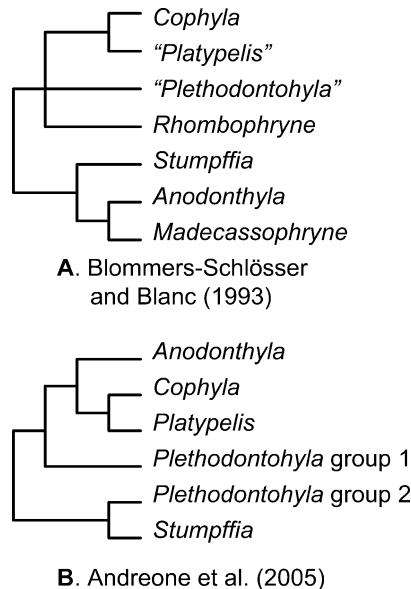 Cophyla
“Platypelis”
“Plethodontohyla”
Rhombophryne
Stumpffia
Anodonthyla
Madecassophryne
A. Blommers-Schlösser
and Blanc (1993)
Anodonthyla
Cophyla
Platypelis
Plethodontohyla group 1
Plethodontohyla group 2
Stumpffia
B. Andreone et al. (2005)